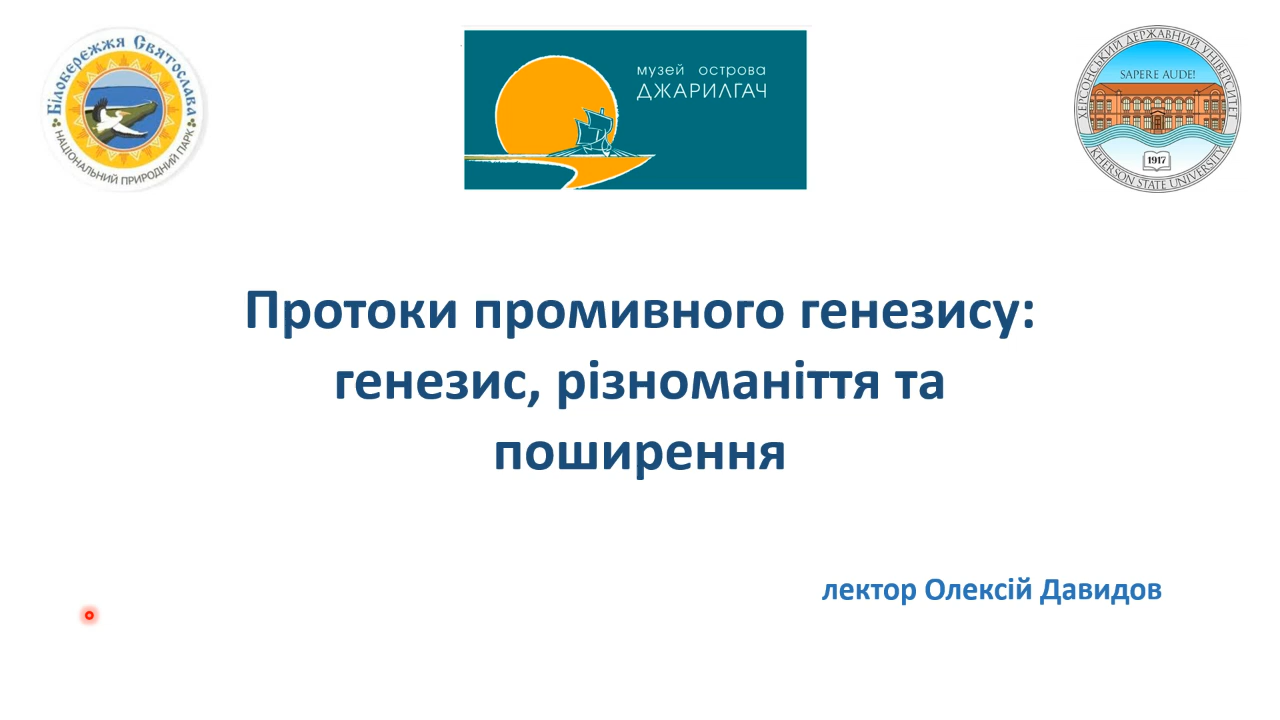 Білобережжя Святослава
НАЦІОНАЛЬНИЙ ПРИРОДНИЙ ПАРК
музей острова
ДЖАРИЛГАЧ
ХЕРСОНСЬКИЙ ДЕРЖАВНИЙ УНІВЕРСИТЕТ
SAPERE AUDE!
1917
KHERSON STATE UNIVERSITY
Протоки промивного генезису:
генезис, різноманіття та
поширення
лектор Олексій Давидов